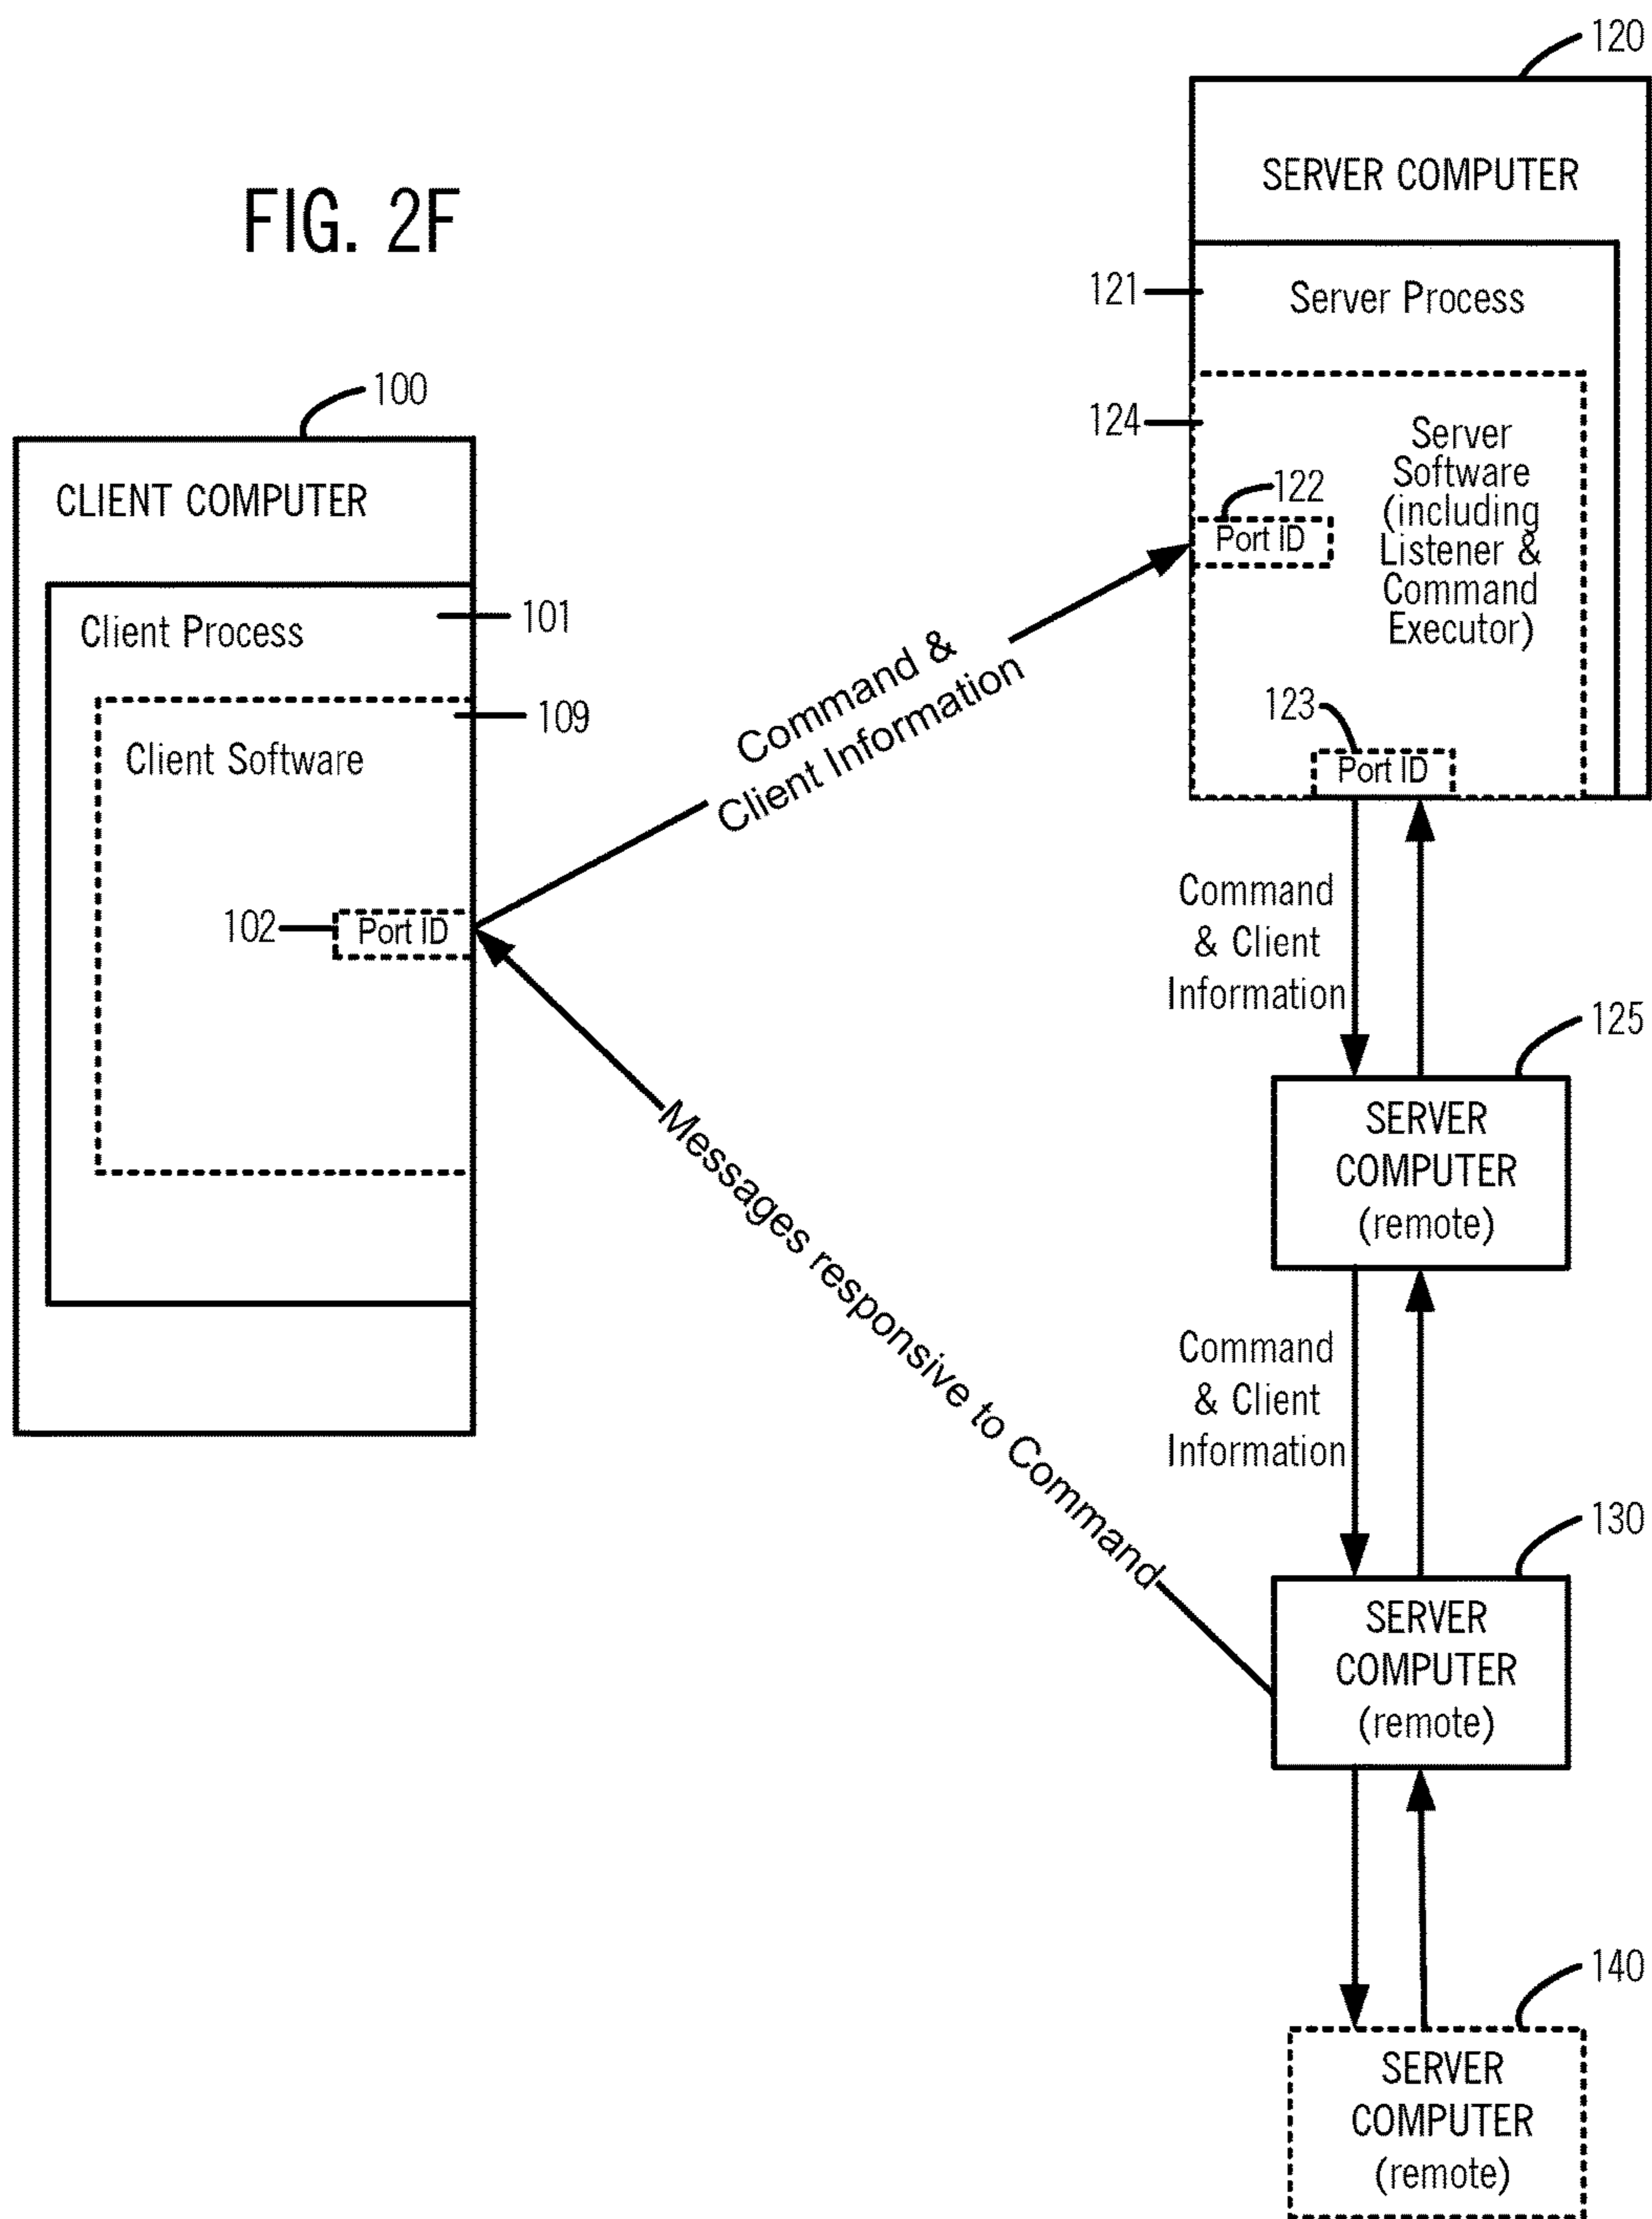 FIG. 2F
120
SERVER COMPUTER
121
Server Process
124
Server
Software
(including
Listener &
Command
Executor)
122
Port ID
123
Port ID
100
CLIENT COMPUTER
101
Client Process
109
Client Software
102
Port ID
Command &
Client Information
Messages responsive to Command
Command
& Client
Information
125
SERVER
COMPUTER
(remote)
Command
& Client
Information
130
SERVER
COMPUTER
(remote)
140
SERVER
COMPUTER
(remote)